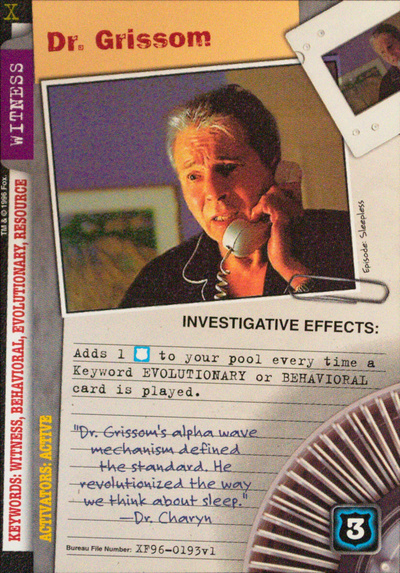 X
Dr. Grissom
WITNESS
TM & © 1996 Fox.
KEYWORDS: WITNESS, BEHAVIORAL, EVOLUTIONARY, RESOURCE
ACTIVATORS: ACTIVE
Episode: Sleepless
INVESTIGATIVE EFFECTS:
Adds 1 to your pool every time a
Keyword EVOLUTIONARY or BEHAVIORAL
card is played.
"Dr. Grissom's alpha wave
mechanism defined
the standard. He
revolutionized the way
we think about sleep."
—Dr. Charyn
3
Bureau File Number: XF96-0193v1